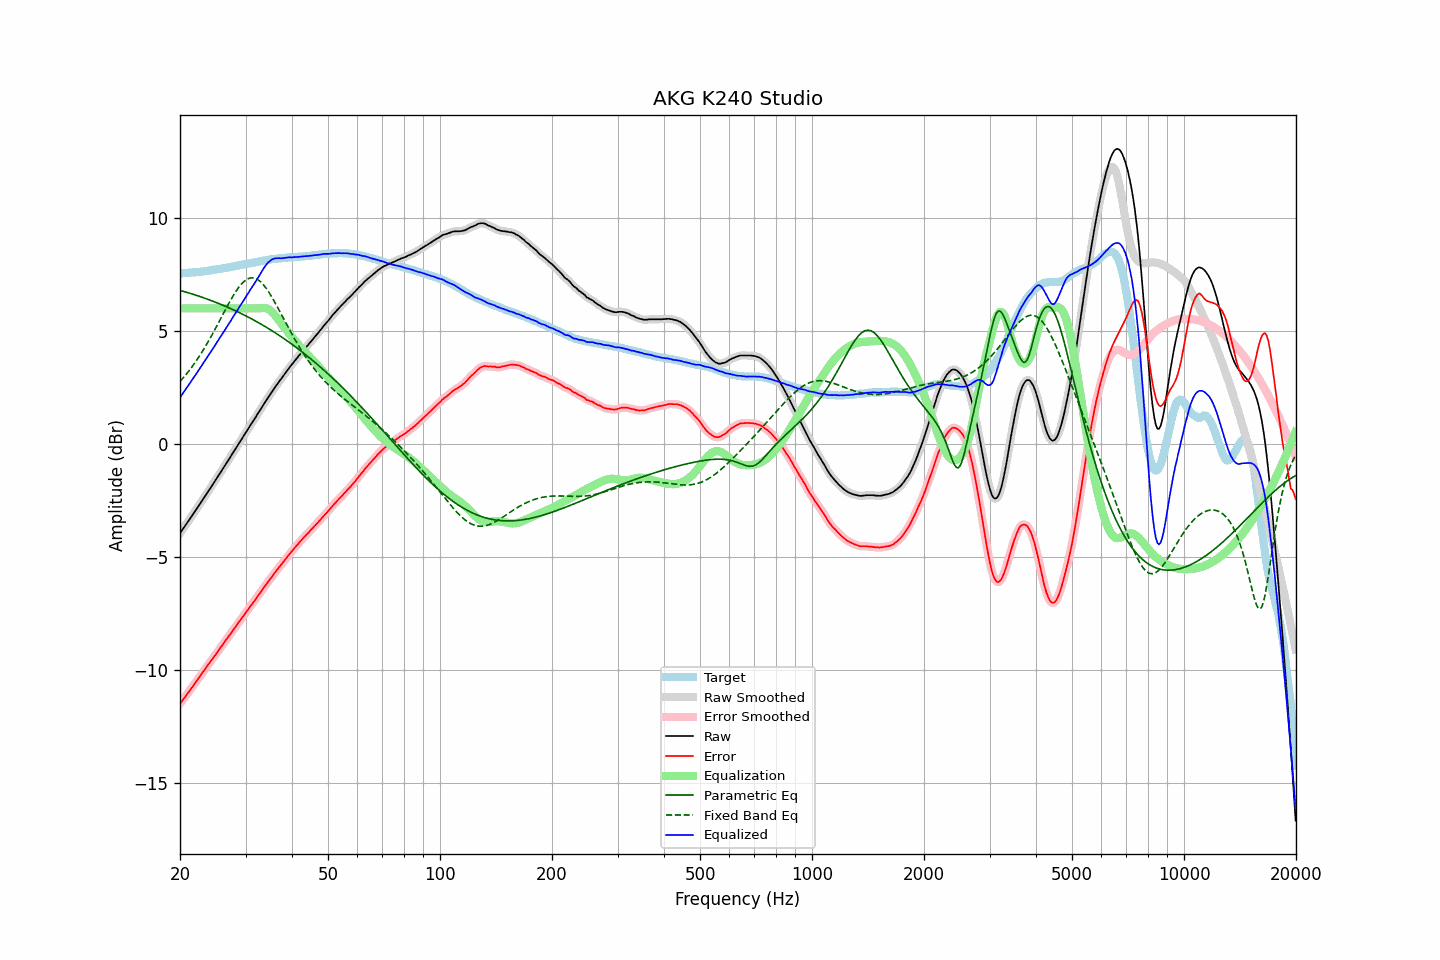 AKG K240 Studio
Amplitude (dBr)
10
5
0
−5
−10
−15
Target
Raw Smoothed
Error Smoothed
Raw
Error
Equalization
Parametric Eq
Fixed Band Eq
Equalized
20 50 100 200 500 1000 2000 5000 10000 20000
Frequency (Hz)